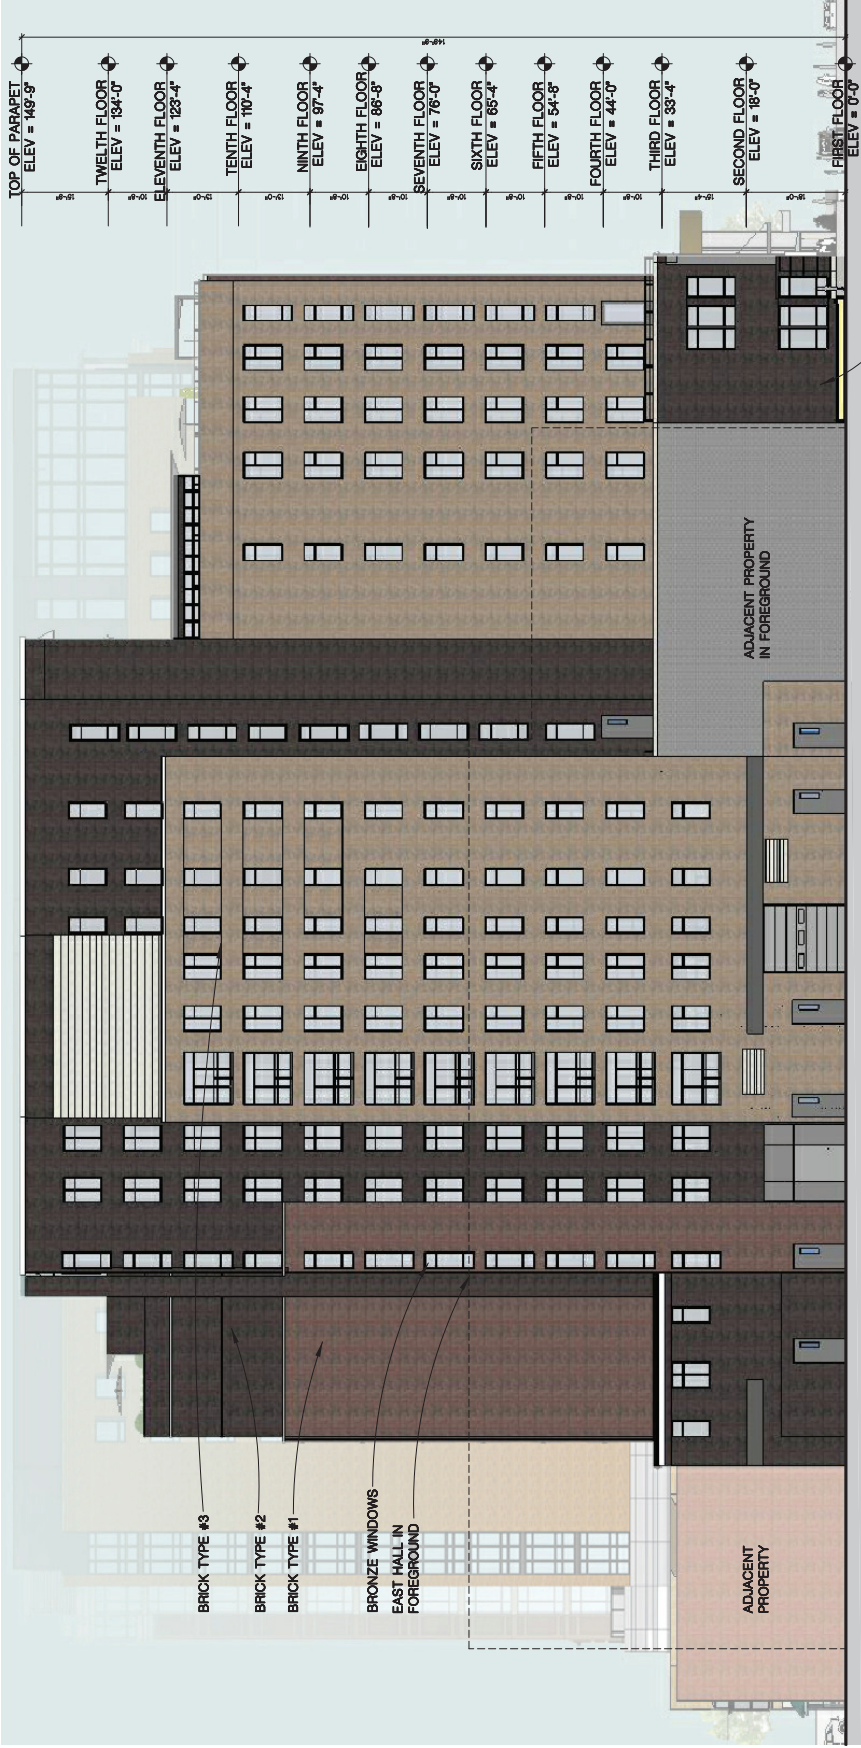 TOP OF PARAPET
ELEV = 149'-9"
TWELTH FLOOR
ELEV = 134'-0"
ELEVENTH FLOOR
ELEV = 123'-4"
TENTH FLOOR
ELEV = 110'-4"
NINTH FLOOR
ELEV = 97'-4"
EIGHTH FLOOR
ELEV = 86'-8"
SEVENTH FLOOR
ELEV = 76'-0"
SIXTH FLOOR
ELEV = 65'-4"
FIFTH FLOOR
ELEV = 54'-8"
FOURTH FLOOR
ELEV = 44'-0"
THIRD FLOOR
ELEV = 33'-4"
SECOND FLOOR
ELEV = 18'-0"
FIRST FLOOR
ELEV = 0'-0"
ADJACENT PROPERTY
IN FOREGROUND
BRICK TYPE #3
BRICK TYPE #2
BRICK TYPE #1
BRONZE WINDOWS
EAST HALL IN
FOREGROUND
ADJACENT
PROPERTY